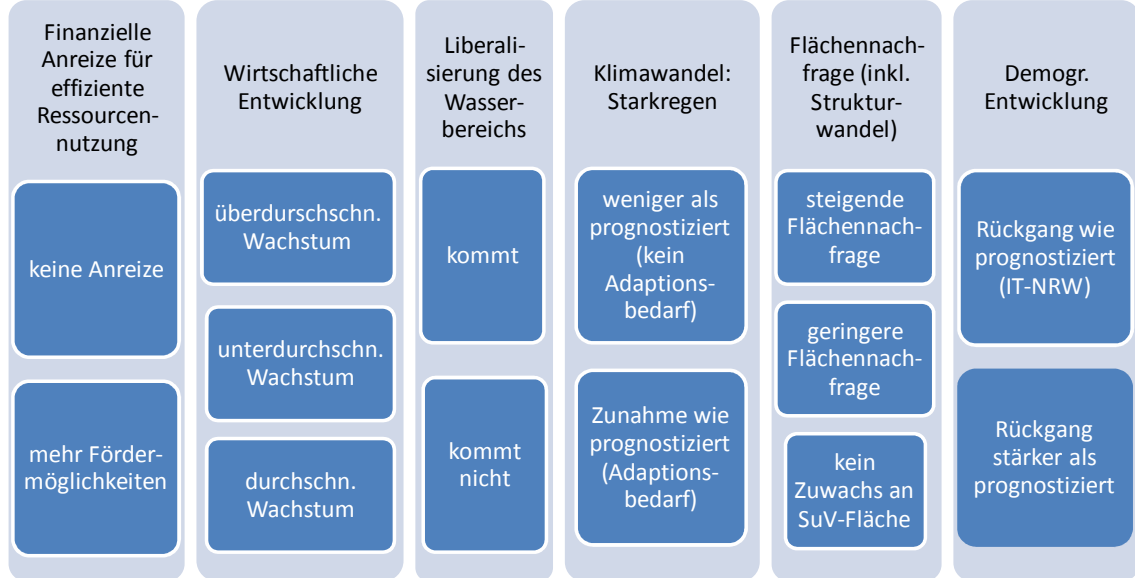 Finanzielle
Anreize für
effiziente
Ressourcen-
nutzung
keine Anreize
mehr Förder-
möglichkeiten
Wirtschaftliche
Entwicklung
überdurschschn.
Wachstum
unterdurchschn.
Wachstum
durchschn.
Wachstum
Liberali-
sierung des
Wasser-
bereichs
kommt
kommt
nicht
Klimawandel:
Starkregen
weniger als
prognostiziert
(kein
Adaptions-
bedarf)
Zunahme wie
prognostiziert
(Adaptions-
bedarf)
Flächennach-
frage (inkl.
Struktur-
wandel)
steigende
Flächennach-
frage
geringere
Flächennach-
frage
kein
Zuwachs an
SuV-Fläche
Demogr.
Entwicklung
Rückgang wie
prognostiziert
(IT-NRW)
Rückgang
stärker als
prognostiziert